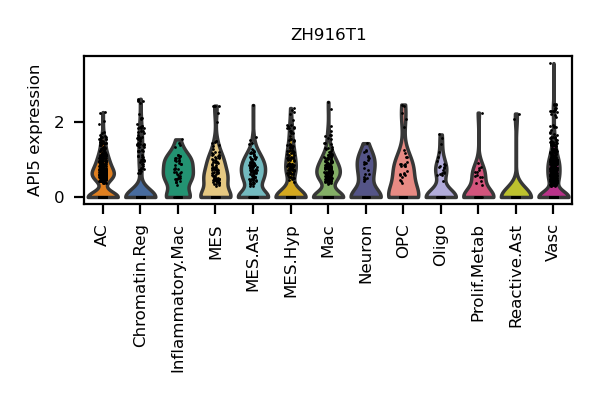 ZH916T1
API5 expression
2
0
AC
Chromatin.Reg
Inflammatory.Mac
MES
MES.Ast
MES.Hyp
Mac
Neuron
OPC
Oligo
Prolif.Metab
Reactive.Ast
Vasc